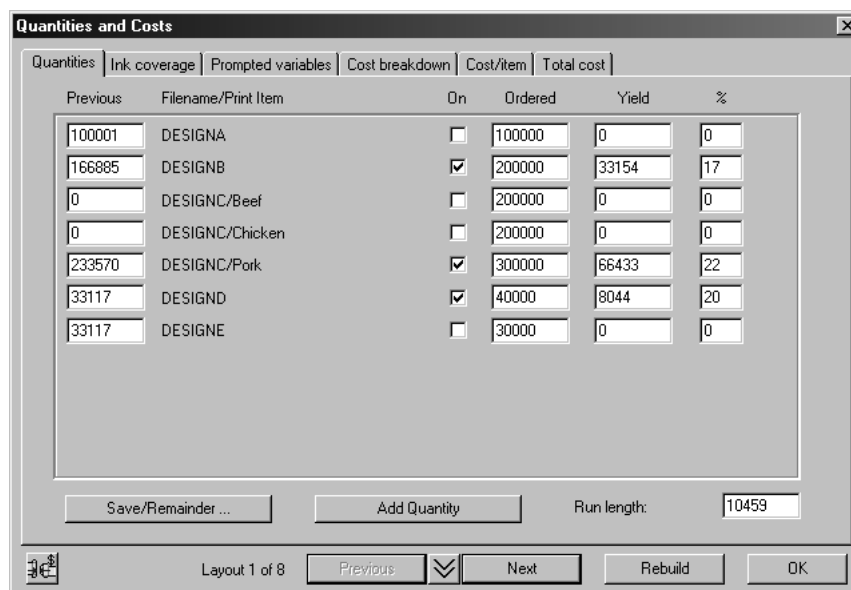 Quantities and Costs
Quantities Ink coverage Prompted variables Cost breakdown Cost/item Total cost
Previous Filename/Print Item On Ordered Yield %
100001 DESIGNA 100000 0 0
166885 DESIGNB 200000 33154 17
0 DESIGNC/Beef 200000 0 0
0 DESIGNC/Chicken 200000 0 0
233570 DESIGNC/Pork 300000 66433 22
33117 DESIGND 40000 8044 20
33117 DESIGNE 30000 0 0
Save/Remainder ... Add Quantity Run length: 10459
Layout 1 of 8 Previous Next Rebuild OK